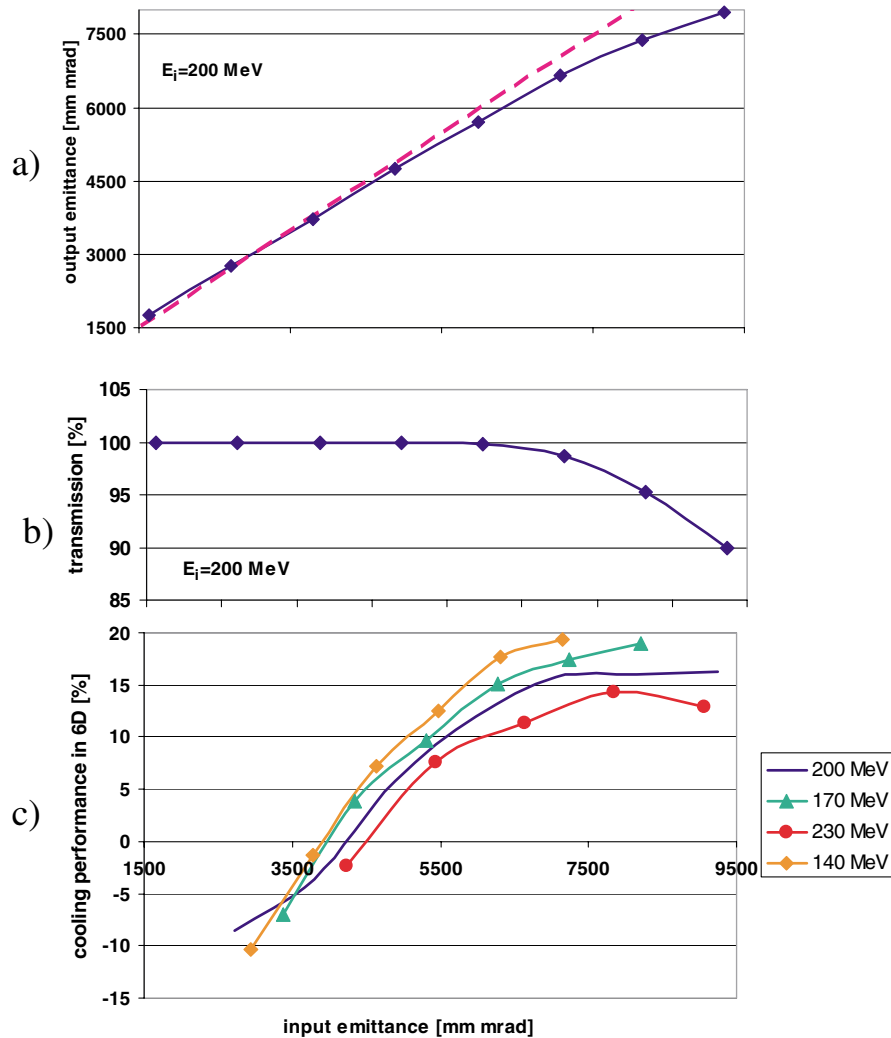 a)
output emittance [mm mrad]
7500
6000
4500
3000
1500
E_i=200 MeV
b)
transmission [%]
105
100
95
90
85
E_i=200 MeV
c)
cooling performance in 6D [%]
20
15
10
5
0
-5
-10
-15
1500 3500 5500 7500 9500
input emittance [mm mrad]
200 MeV
170 MeV
230 MeV
140 MeV